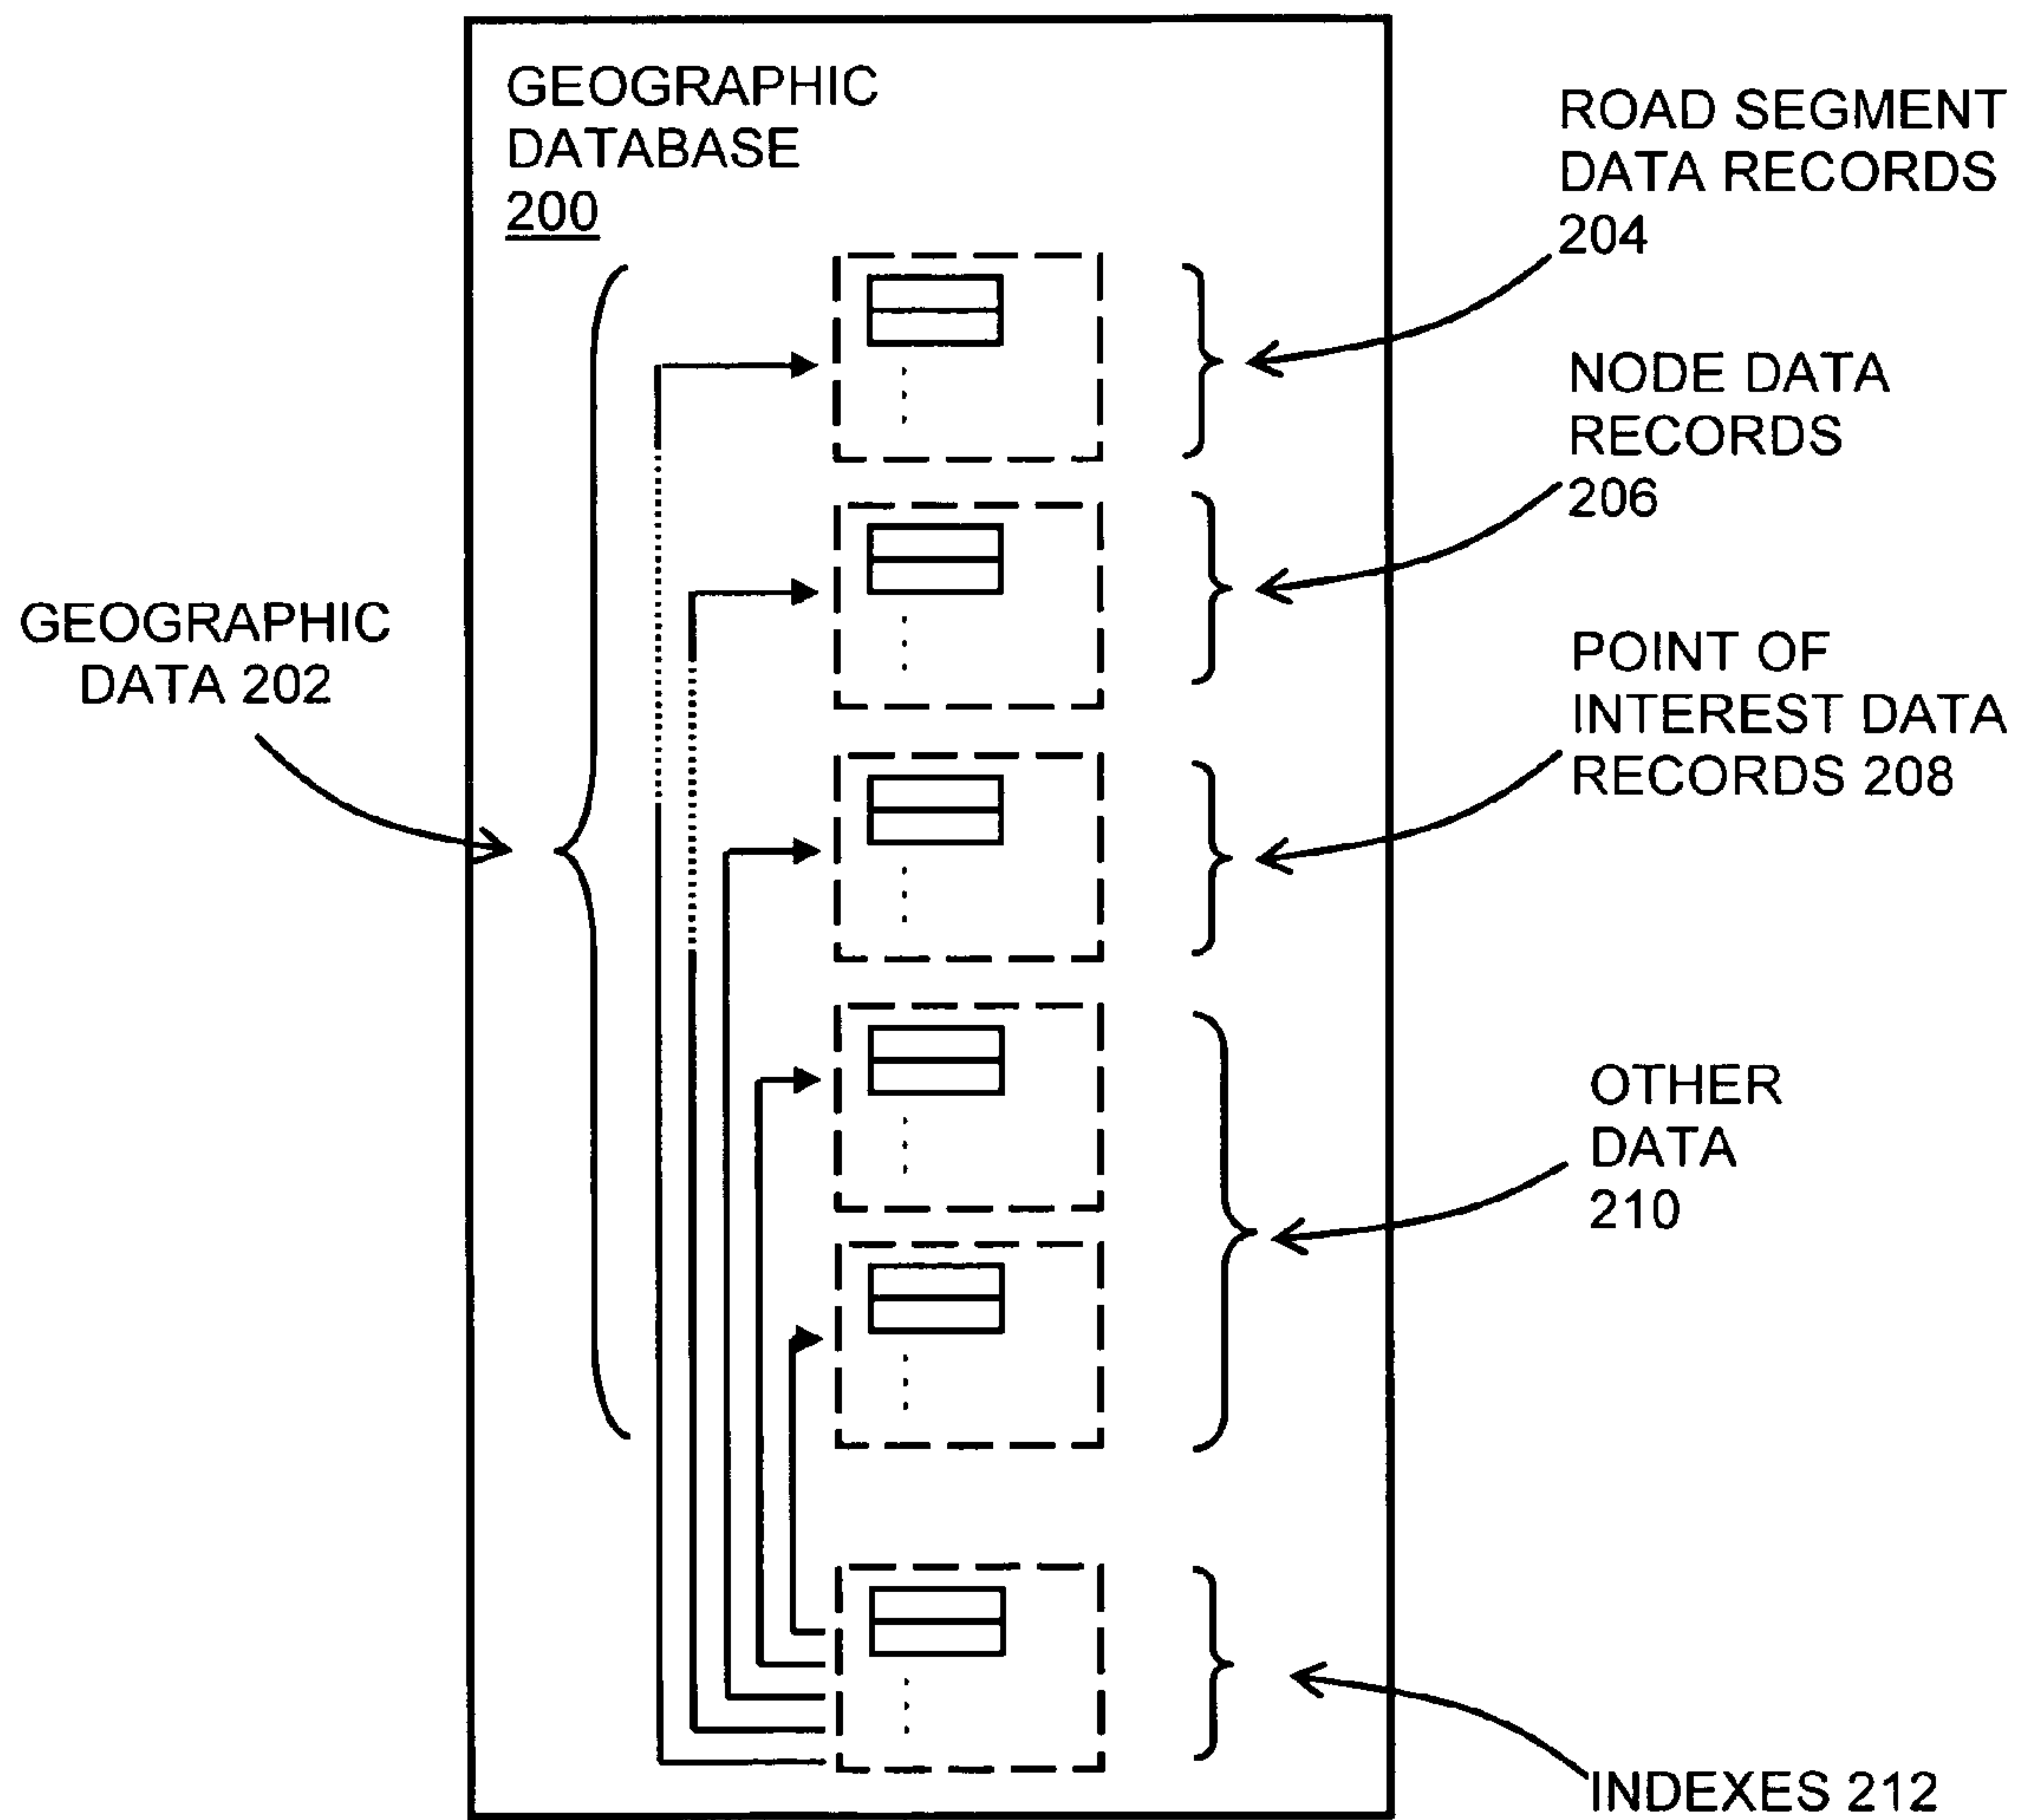 GEOGRAPHIC
DATABASE
200
ROAD SEGMENT
DATA RECORDS
204
NODE DATA
RECORDS
206
GEOGRAPHIC
DATA 202
POINT OF
INTEREST DATA
RECORDS 208
OTHER
DATA
210
INDEXES 212